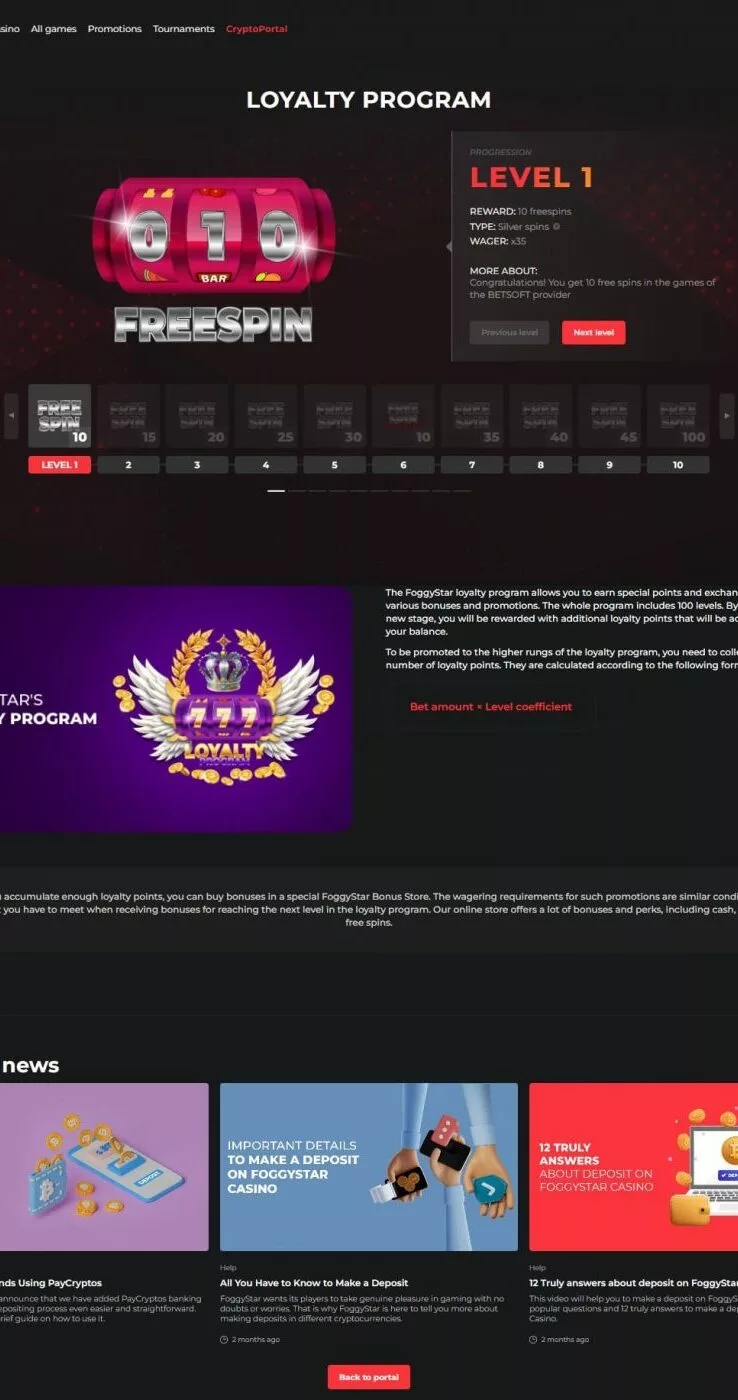 All games Promotions Tournaments CryptoPortal
LOYALTY PROGRAM
010
BAR
FREESPIN
PROGRESSION
LEVEL 1
REWARD: 10 freespins
TYPE: Silver spins
WAGER: x35
MORE ABOUT:
Congratulations! You get 10 free spins in the games of
the BETSOFT provider
Previous level Next level
FREE SPIN 10 FREE SPIN 15 FREE SPIN 20 FREE SPIN 25 FREE SPIN 30 FREE SPIN 10 FREE SPIN 35 FREE SPIN 40 FREE SPIN 45 FREE SPIN 100
LEVEL 1 2 3 4 5 6 7 8 9 10
TAR'S
Y PROGRAM
777
LOYALTY
PROGRAM
The FoggyStar loyalty program allows you to earn special points and exchan
various bonuses and promotions. The whole program includes 100 levels. By
new stage, you will be rewarded with additional loyalty points that will be ac
your balance.
To be promoted to the higher rungs of the loyalty program, you need to colle
number of loyalty points. They are calculated according to the following form
Bet amount × Level coefficient
accumulate enough loyalty points, you can buy bonuses in a special FoggyStar Bonus Store. The wagering requirements for such promotions are similar condi
you have to meet when receiving bonuses for reaching the next level in the loyalty program. Our online store offers a lot of bonuses and perks, including cash,
free spins.
news
DEPOSIT
IMPORTANT DETAILS
TO MAKE A DEPOSIT
ON FOGGYSTAR
CASINO
12 TRULY
ANSWERS
ABOUT DEPOSIT ON
FOGGYSTAR CASINO
nds Using PayCryptos
announce that we have added PayCryptos banking
epositing process even easier and straightforward.
rief guide on how to use it.
Help
All You Have to Know to Make a Deposit
FoggyStar wants its players to take genuine pleasure in gaming with no
doubts or worries. That is why FoggyStar is here to tell you more about
making deposits in different cryptocurrencies.
2 months ago
Help
12 Truly answers about deposit on FoggyStar
This video will help you to make a deposit on FoggyS
popular questions and 12 truly answers to make a de
Casino.
2 months ago
Back to portal